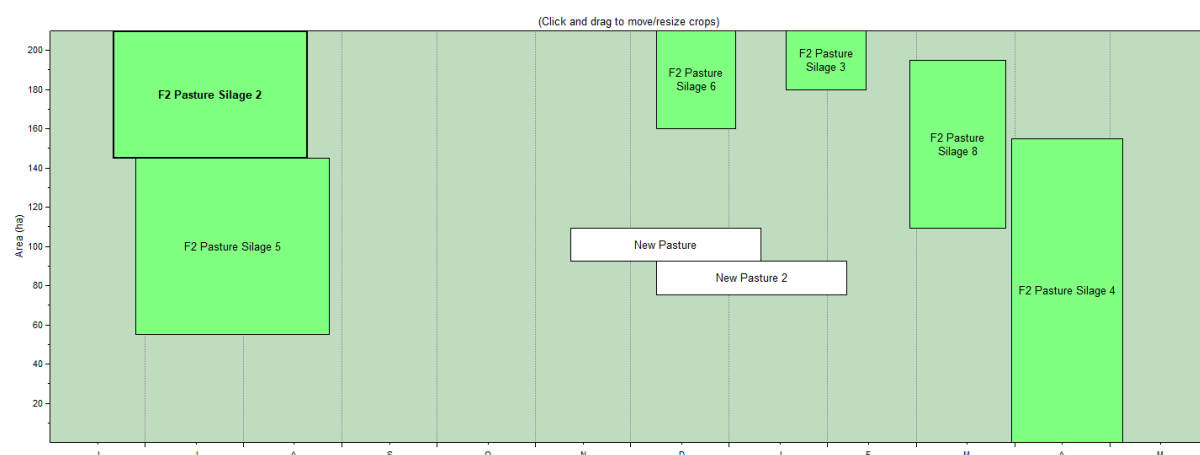 (Click and drag to move/resize crops)
200
180
160
140
120
100
80
60
40
20
Area (ha)
F2 Pasture Silage 2
F2 Pasture Silage 5
New Pasture
New Pasture 2
F2 Pasture
Silage 6
F2 Pasture
Silage 3
F2 Pasture
Silage 8
F2 Pasture Silage 4